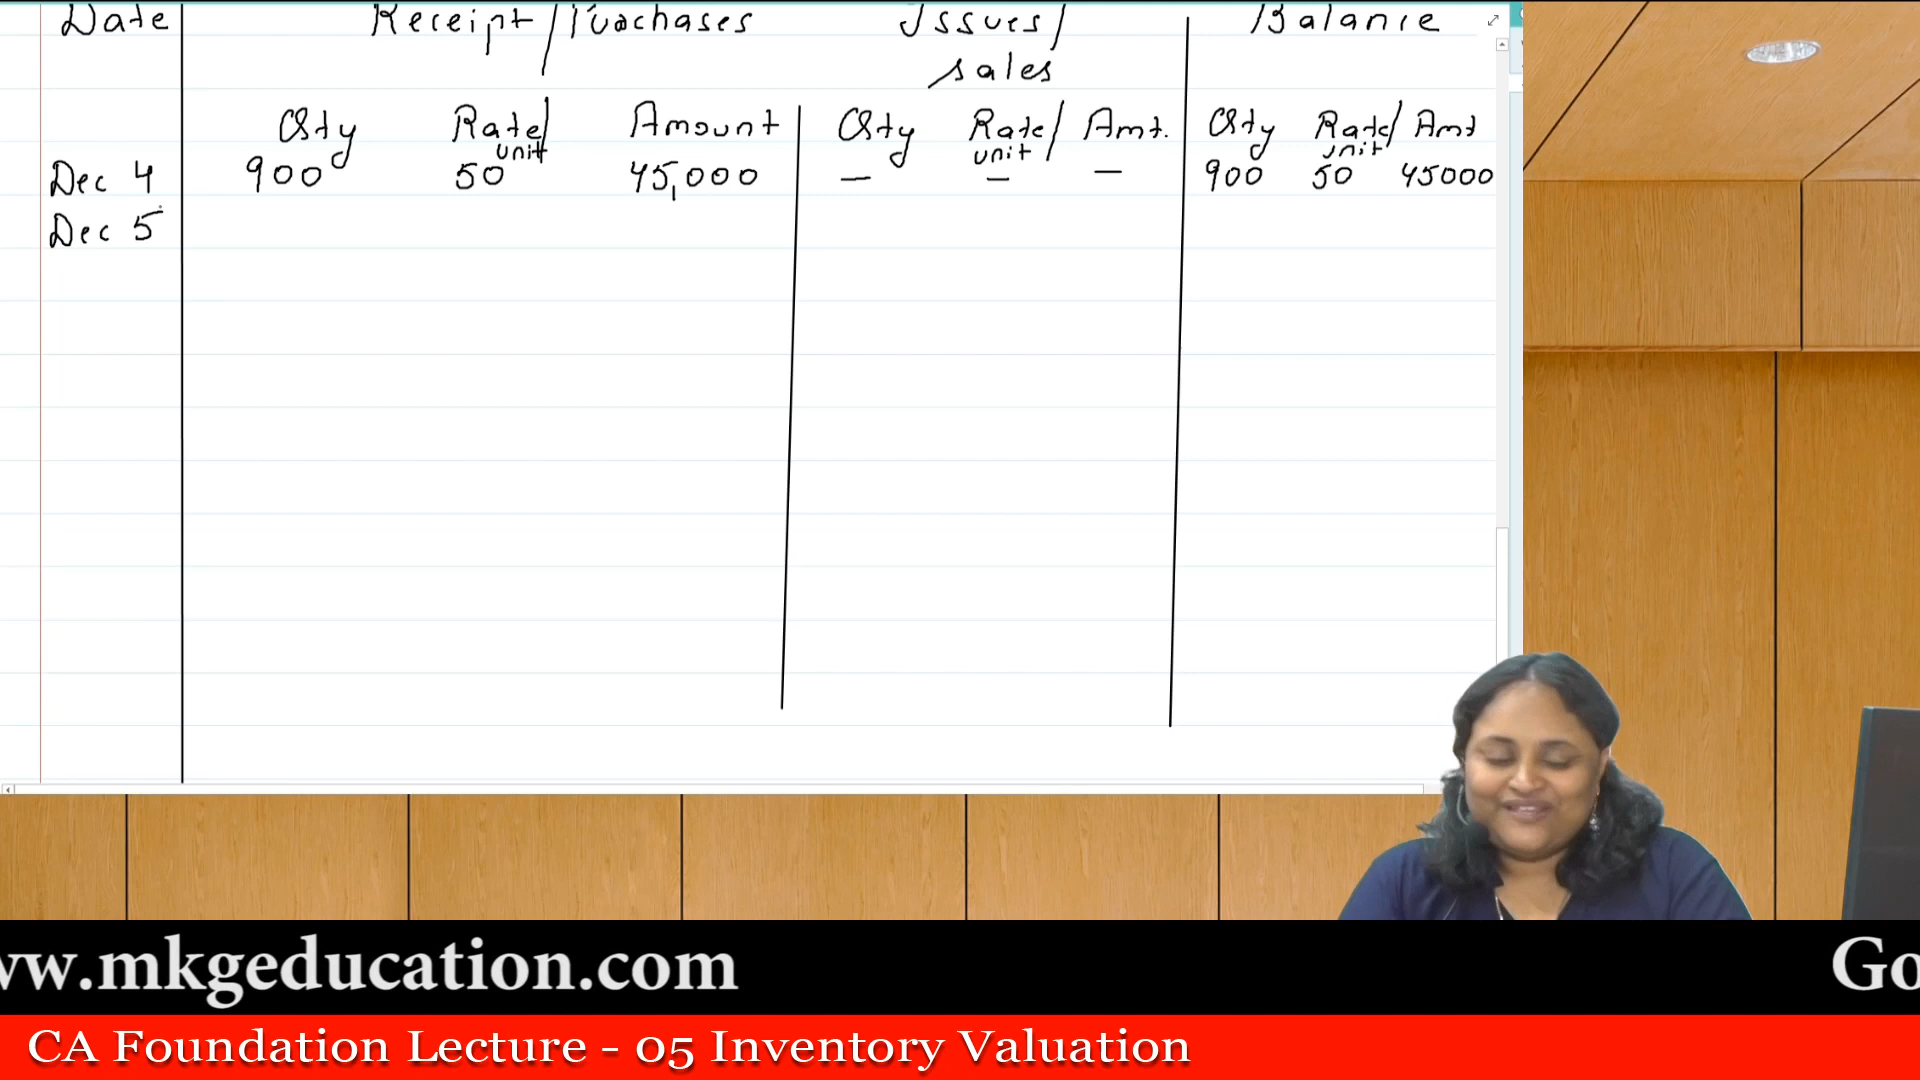 Date Receipt/Purchases Issues/ Balance
sales
Qty Rate/ Amount Qty Rate/ Amt. Qty Rate/ Amt
unit unit unit
Dec 4 900 50 45,000 — — — 900 50 45000
Dec 5
ww.mkgeducation.com Go
CA Foundation Lecture - 05 Inventory Valuation